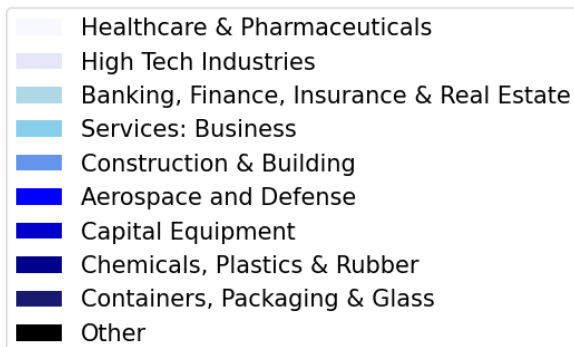 Healthcare & Pharmaceuticals
High Tech Industries
Banking, Finance, Insurance & Real Estate
Services: Business
Construction & Building
Aerospace and Defense
Capital Equipment
Chemicals, Plastics & Rubber
Containers, Packaging & Glass
Other